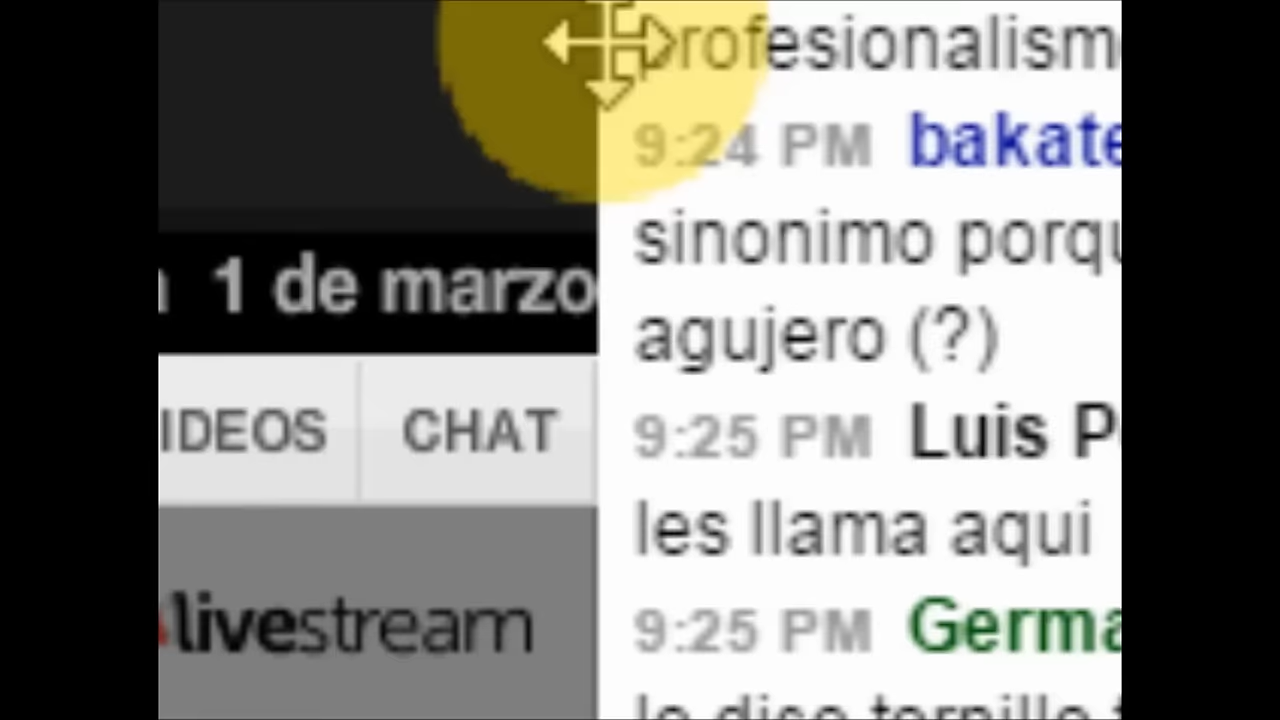 1 de marzo
IDEOS CHAT
livestream
profesionalism
9:24 PM bakate
sinonimo porqu
agujero (?)
9:25 PM Luis P
les llama aqui
9:25 PM Germa